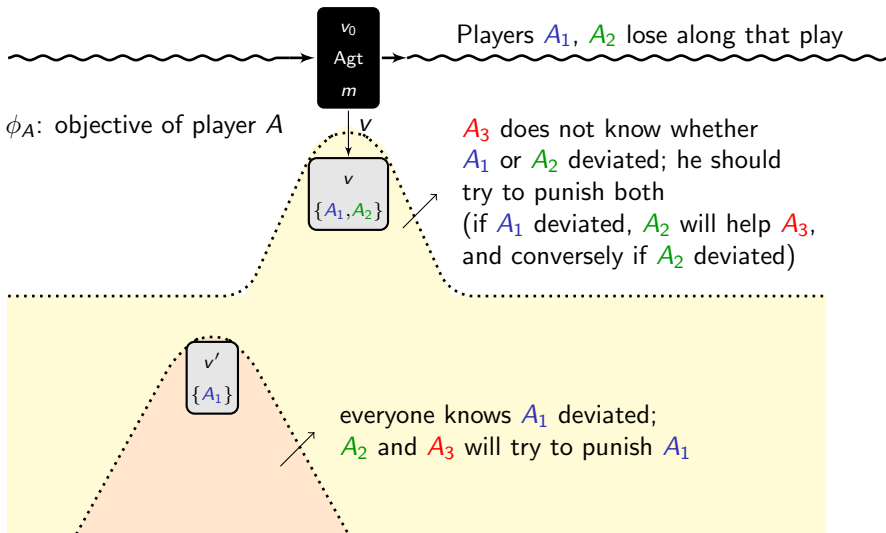 v₀
Agt
m
Players A₁, A₂ lose along that play
ϕ_A: objective of player A
v
v
{A₁,A₂}
A₃ does not know whether
A₁ or A₂ deviated; he should
try to punish both
(if A₁ deviated, A₂ will help A₃,
and conversely if A₂ deviated)
v′
{A₁}
everyone knows A₁ deviated;
A₂ and A₃ will try to punish A₁